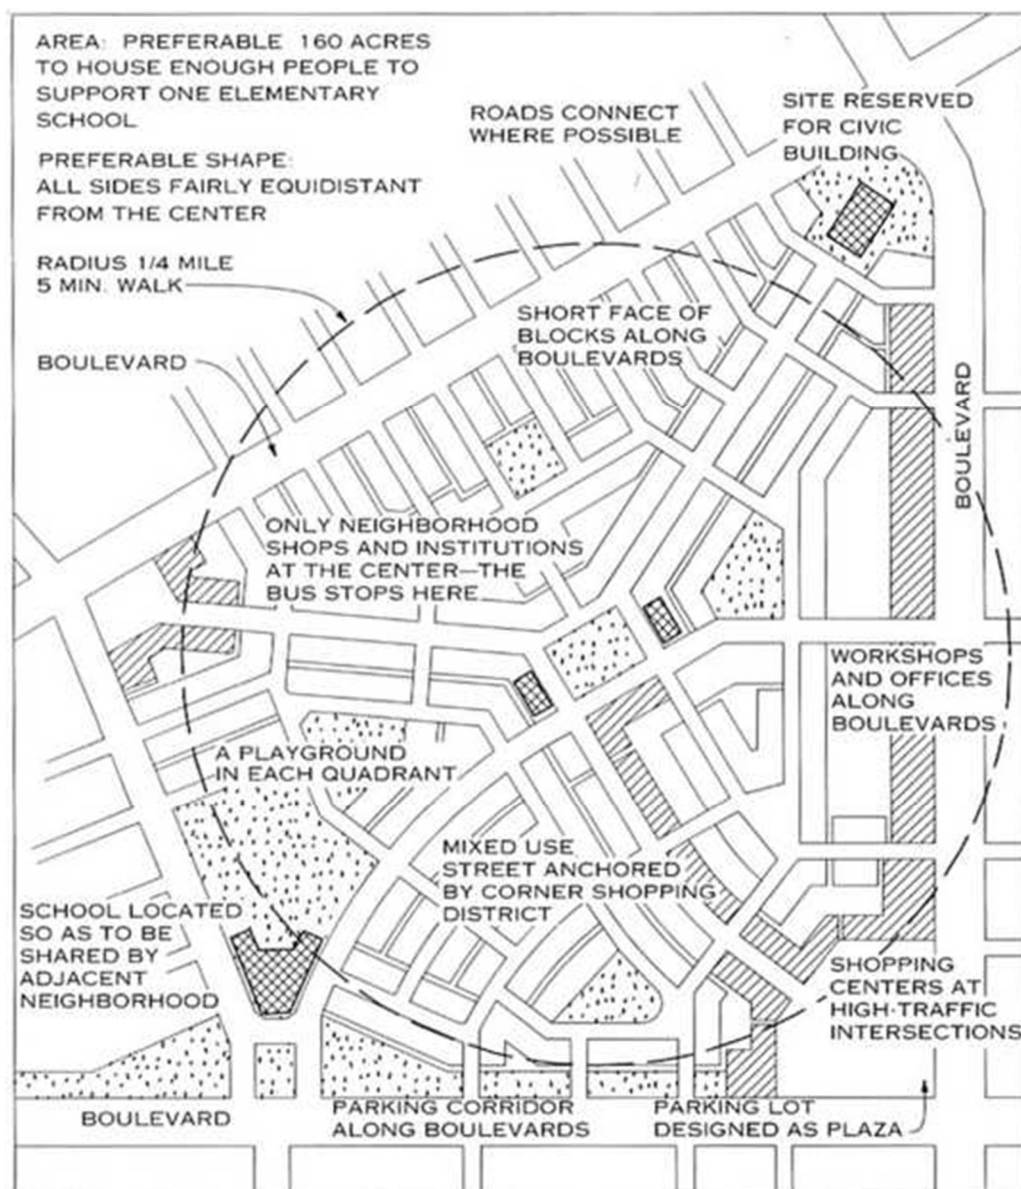 AREA: PREFERABLE 160 ACRES
TO HOUSE ENOUGH PEOPLE TO
SUPPORT ONE ELEMENTARY
SCHOOL
PREFERABLE SHAPE:
ALL SIDES FAIRLY EQUIDISTANT
FROM THE CENTER
RADIUS 1/4 MILE
5 MIN. WALK
BOULEVARD
ROADS CONNECT
WHERE POSSIBLE
SITE RESERVED
FOR CIVIC
BUILDING
SHORT FACE OF
BLOCKS ALONG
BOULEVARDS
BOULEVARD
ONLY NEIGHBORHOOD
SHOPS AND INSTITUTIONS
AT THE CENTER—THE
BUS STOPS HERE
WORKSHOPS
AND OFFICES
ALONG
BOULEVARDS
A PLAYGROUND
IN EACH QUADRANT
MIXED USE
STREET ANCHORED
BY CORNER SHOPPING
DISTRICT
SCHOOL LOCATED
SO AS TO BE
SHARED BY
ADJACENT
NEIGHBORHOOD
SHOPPING
CENTERS AT
HIGH-TRAFFIC
INTERSECTIONS
BOULEVARD
PARKING CORRIDOR
ALONG BOULEVARDS
PARKING LOT
DESIGNED AS PLAZA